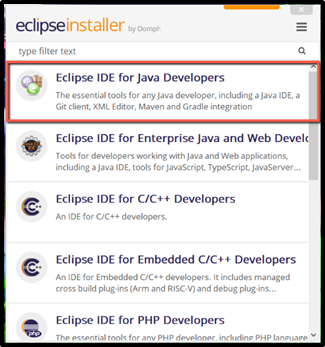 eclipseinstaller by Oomph
type filter text
Eclipse IDE for Java Developers
The essential tools for any Java developer, including a Java IDE, a
Git client, XML Editor, Maven and Gradle integration
Eclipse IDE for Enterprise Java and Web Develo
Tools for developers working with Java and Web applications,
including a Java IDE, tools for JavaScript, TypeScript, JavaServer...
Eclipse IDE for C/C++ Developers
An IDE for C/C++ developers.
Eclipse IDE for Embedded C/C++ Developers
An IDE for Embedded C/C++ developers. It includes managed
cross build plug-ins (Arm and RISC-V) and debug plug-ins...
Eclipse IDE for PHP Developers
The essential tools for any PHP developer, including PHP language